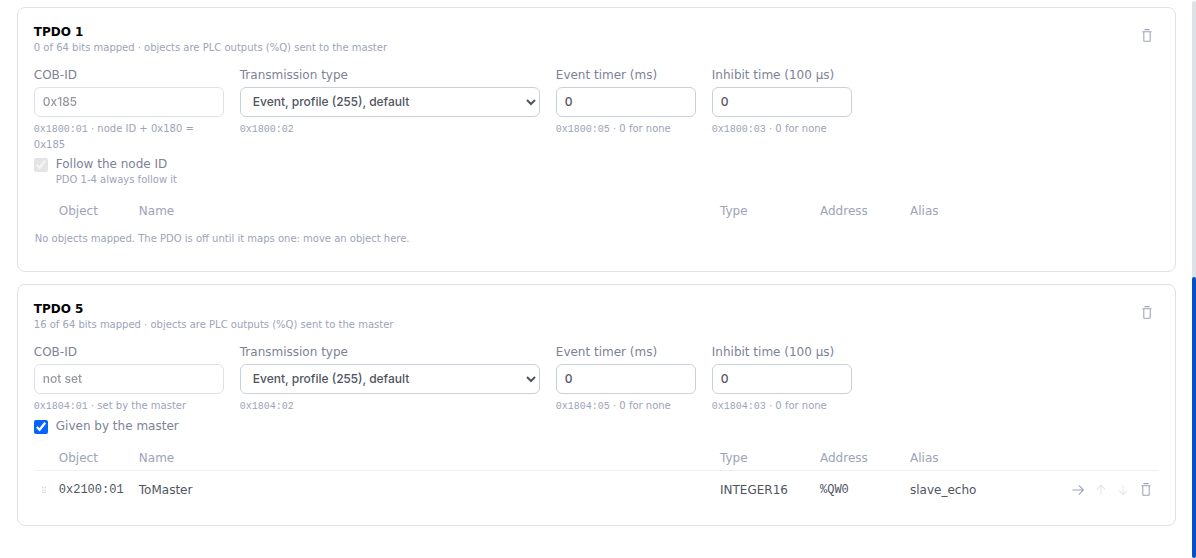 TPDO 1
0 of 64 bits mapped · objects are PLC outputs (%Q) sent to the master
COB-ID Transmission type Event timer (ms) Inhibit time (100 µs)
0x185 Event, profile (255), default 0 0
0x1800:01 · node ID + 0x180 = 0x1800:02 0x1800:05 · 0 for none 0x1800:03 · 0 for none
0x185
Follow the node ID
PDO 1-4 always follow it
Object Name Type Address Alias
No objects mapped. The PDO is off until it maps one: move an object here.
TPDO 5
16 of 64 bits mapped · objects are PLC outputs (%Q) sent to the master
COB-ID Transmission type Event timer (ms) Inhibit time (100 µs)
not set Event, profile (255), default 0 0
0x1804:01 · set by the master 0x1804:02 0x1804:05 · 0 for none 0x1804:03 · 0 for none
Given by the master
Object Name Type Address Alias
0x2100:01 ToMaster INTEGER16 %QW0 slave_echo